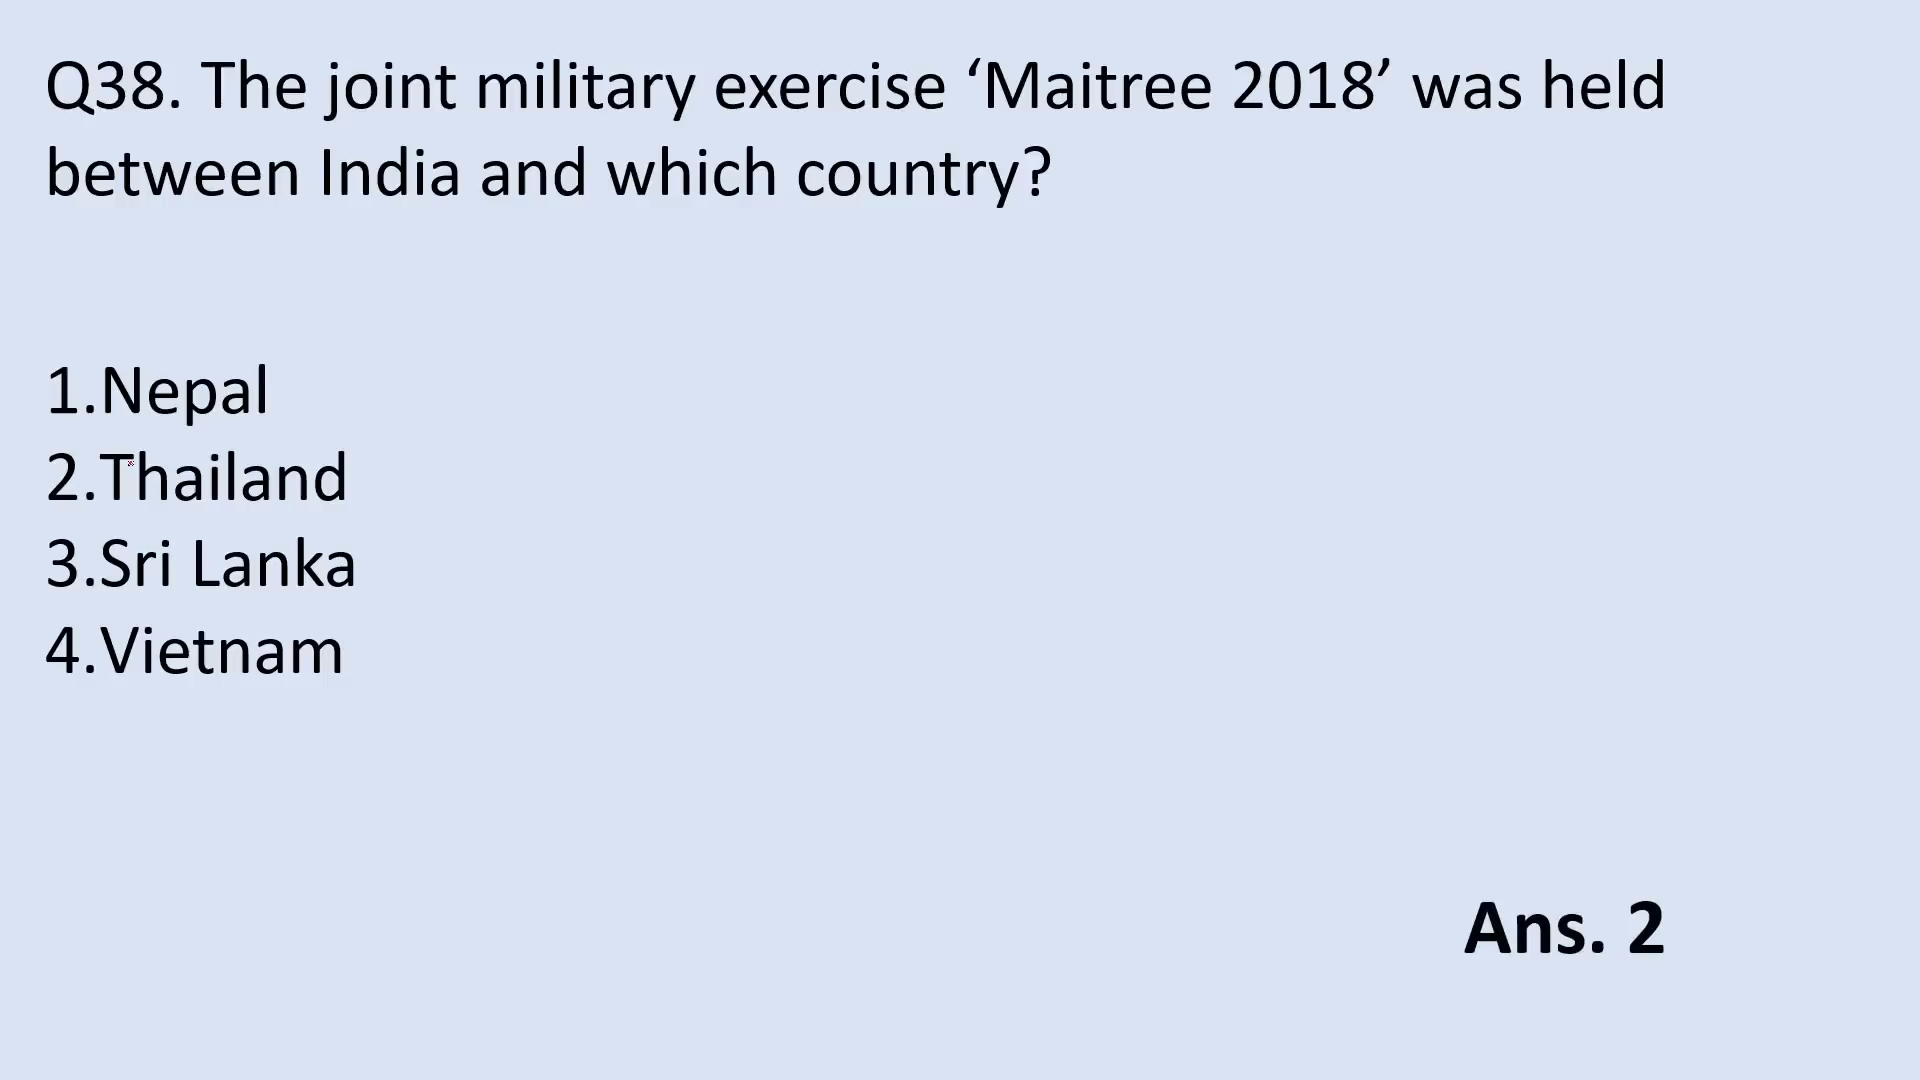 Q38. The joint military exercise ‘Maitree 2018’ was held
between India and which country?
1.Nepal
2.Thailand
3.Sri Lanka
4.Vietnam
Ans. 2